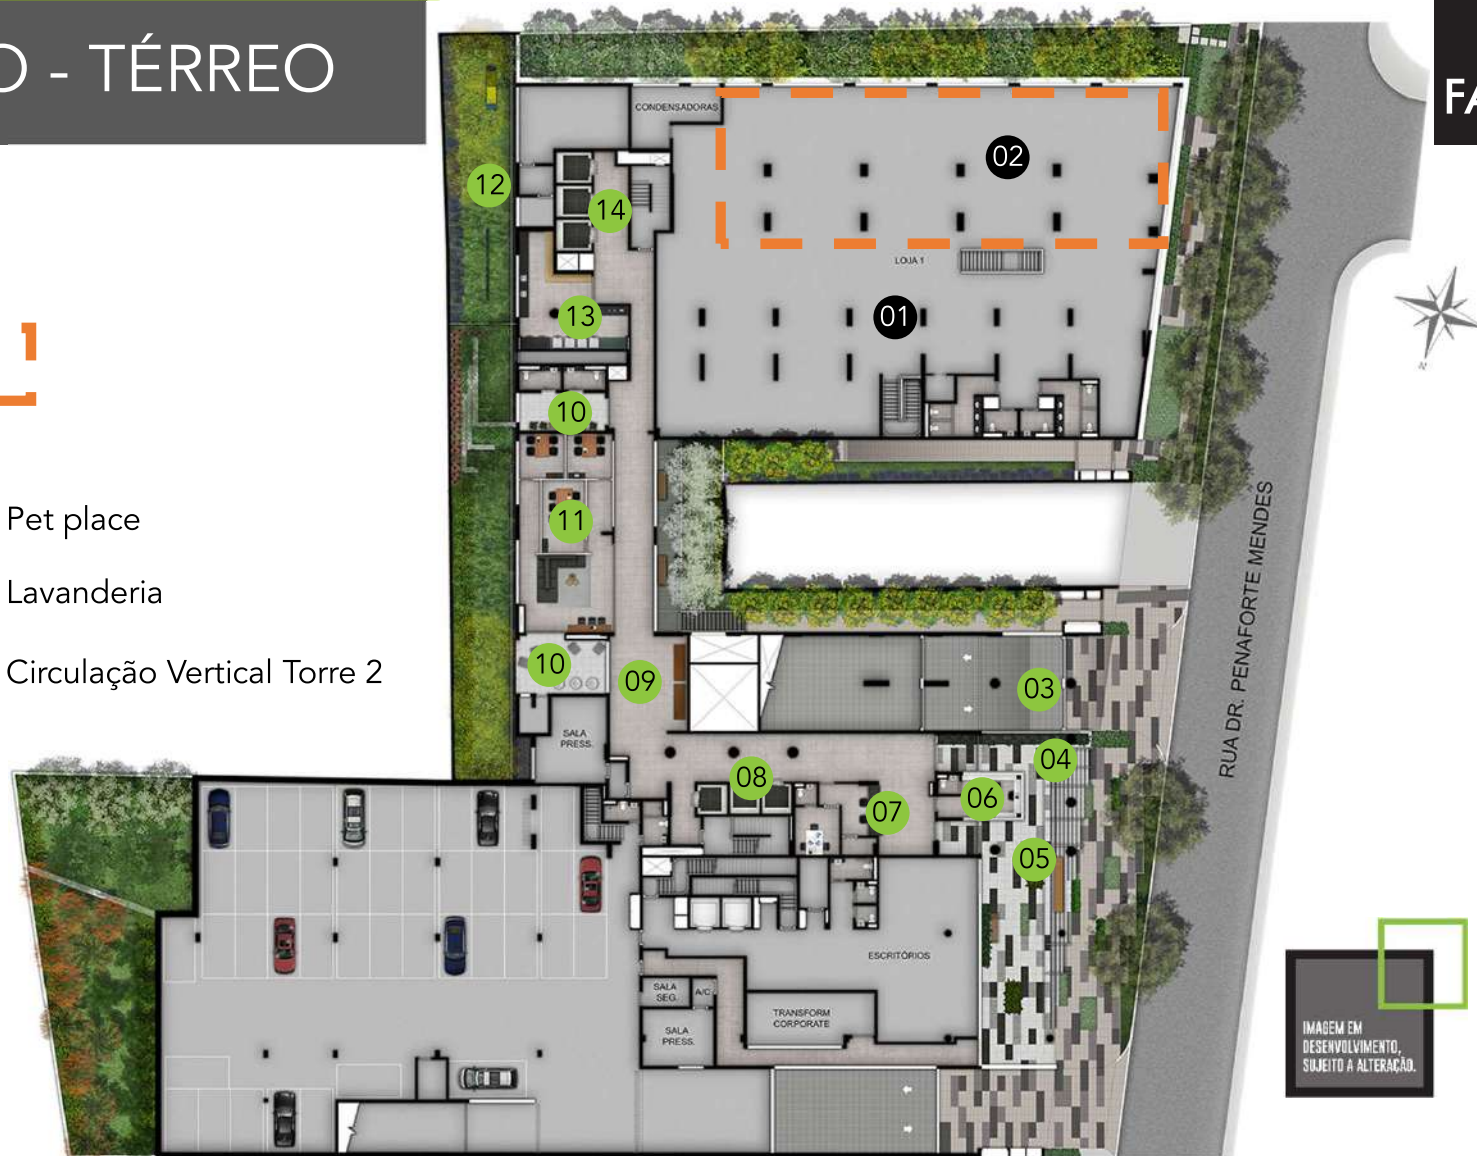 O - TÉRREO
FA
CONDENSADORAS
02
12
14
LOJA 1
13
01
10
11
Pet place
Lavanderia
Circulação Vertical Torre 2
10
09
03
SALA
PRESS.
04
08
06
07
05
RUA DR. PENAFORTE MENDES
ESCRITÓRIOS
SALA
SEG.
A/C
TRANSFORM
CORPORATE
SALA
PRESS.
N
IMAGEM EM
DESENVOLVIMENTO,
SUJEITO A ALTERAÇÃO.